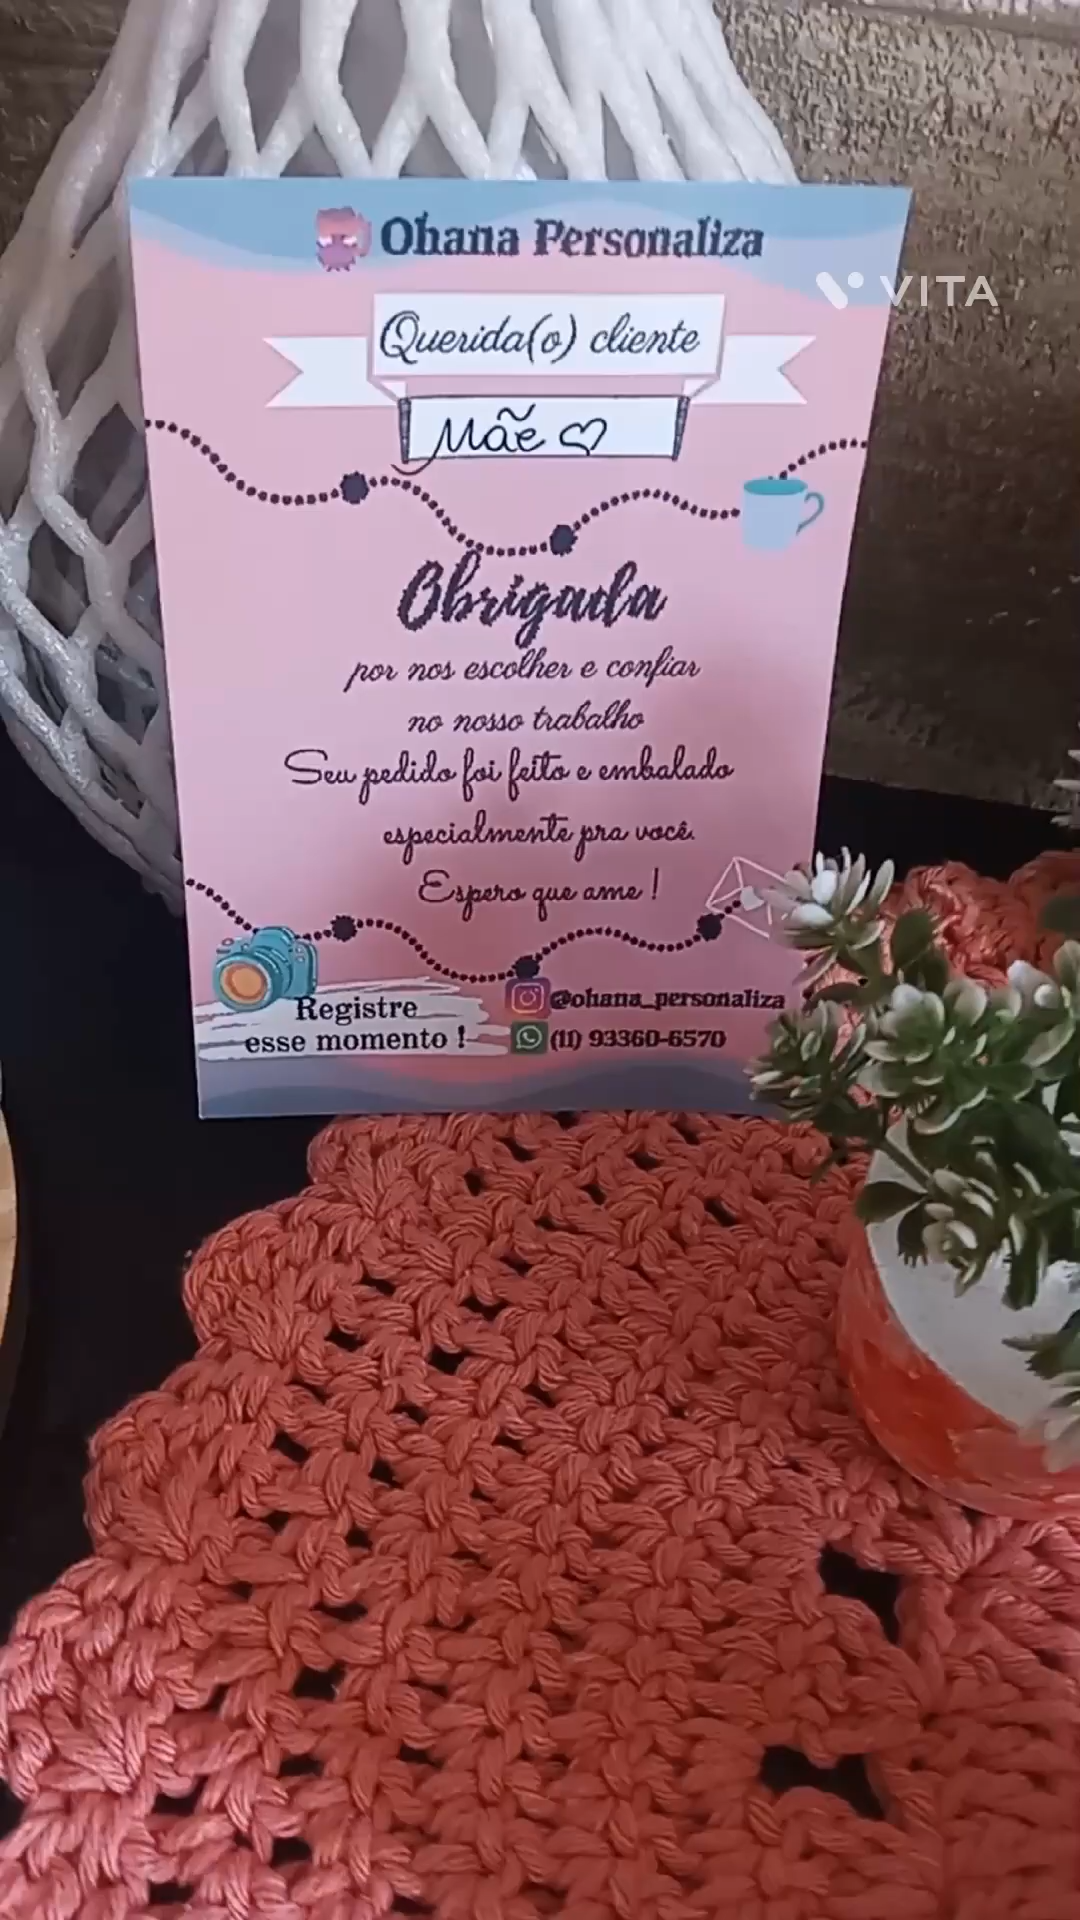 Ohana Personaliza
VITA
Querida(o) cliente
Mãe ♡
Obrigada
por nos escolher e confiar
no nosso trabalho
Seu pedido foi feito e embalado
especialmente pra você.
Espero que ame !
Registre
esse momento !
@ohana_personaliza
(11) 93360-6570